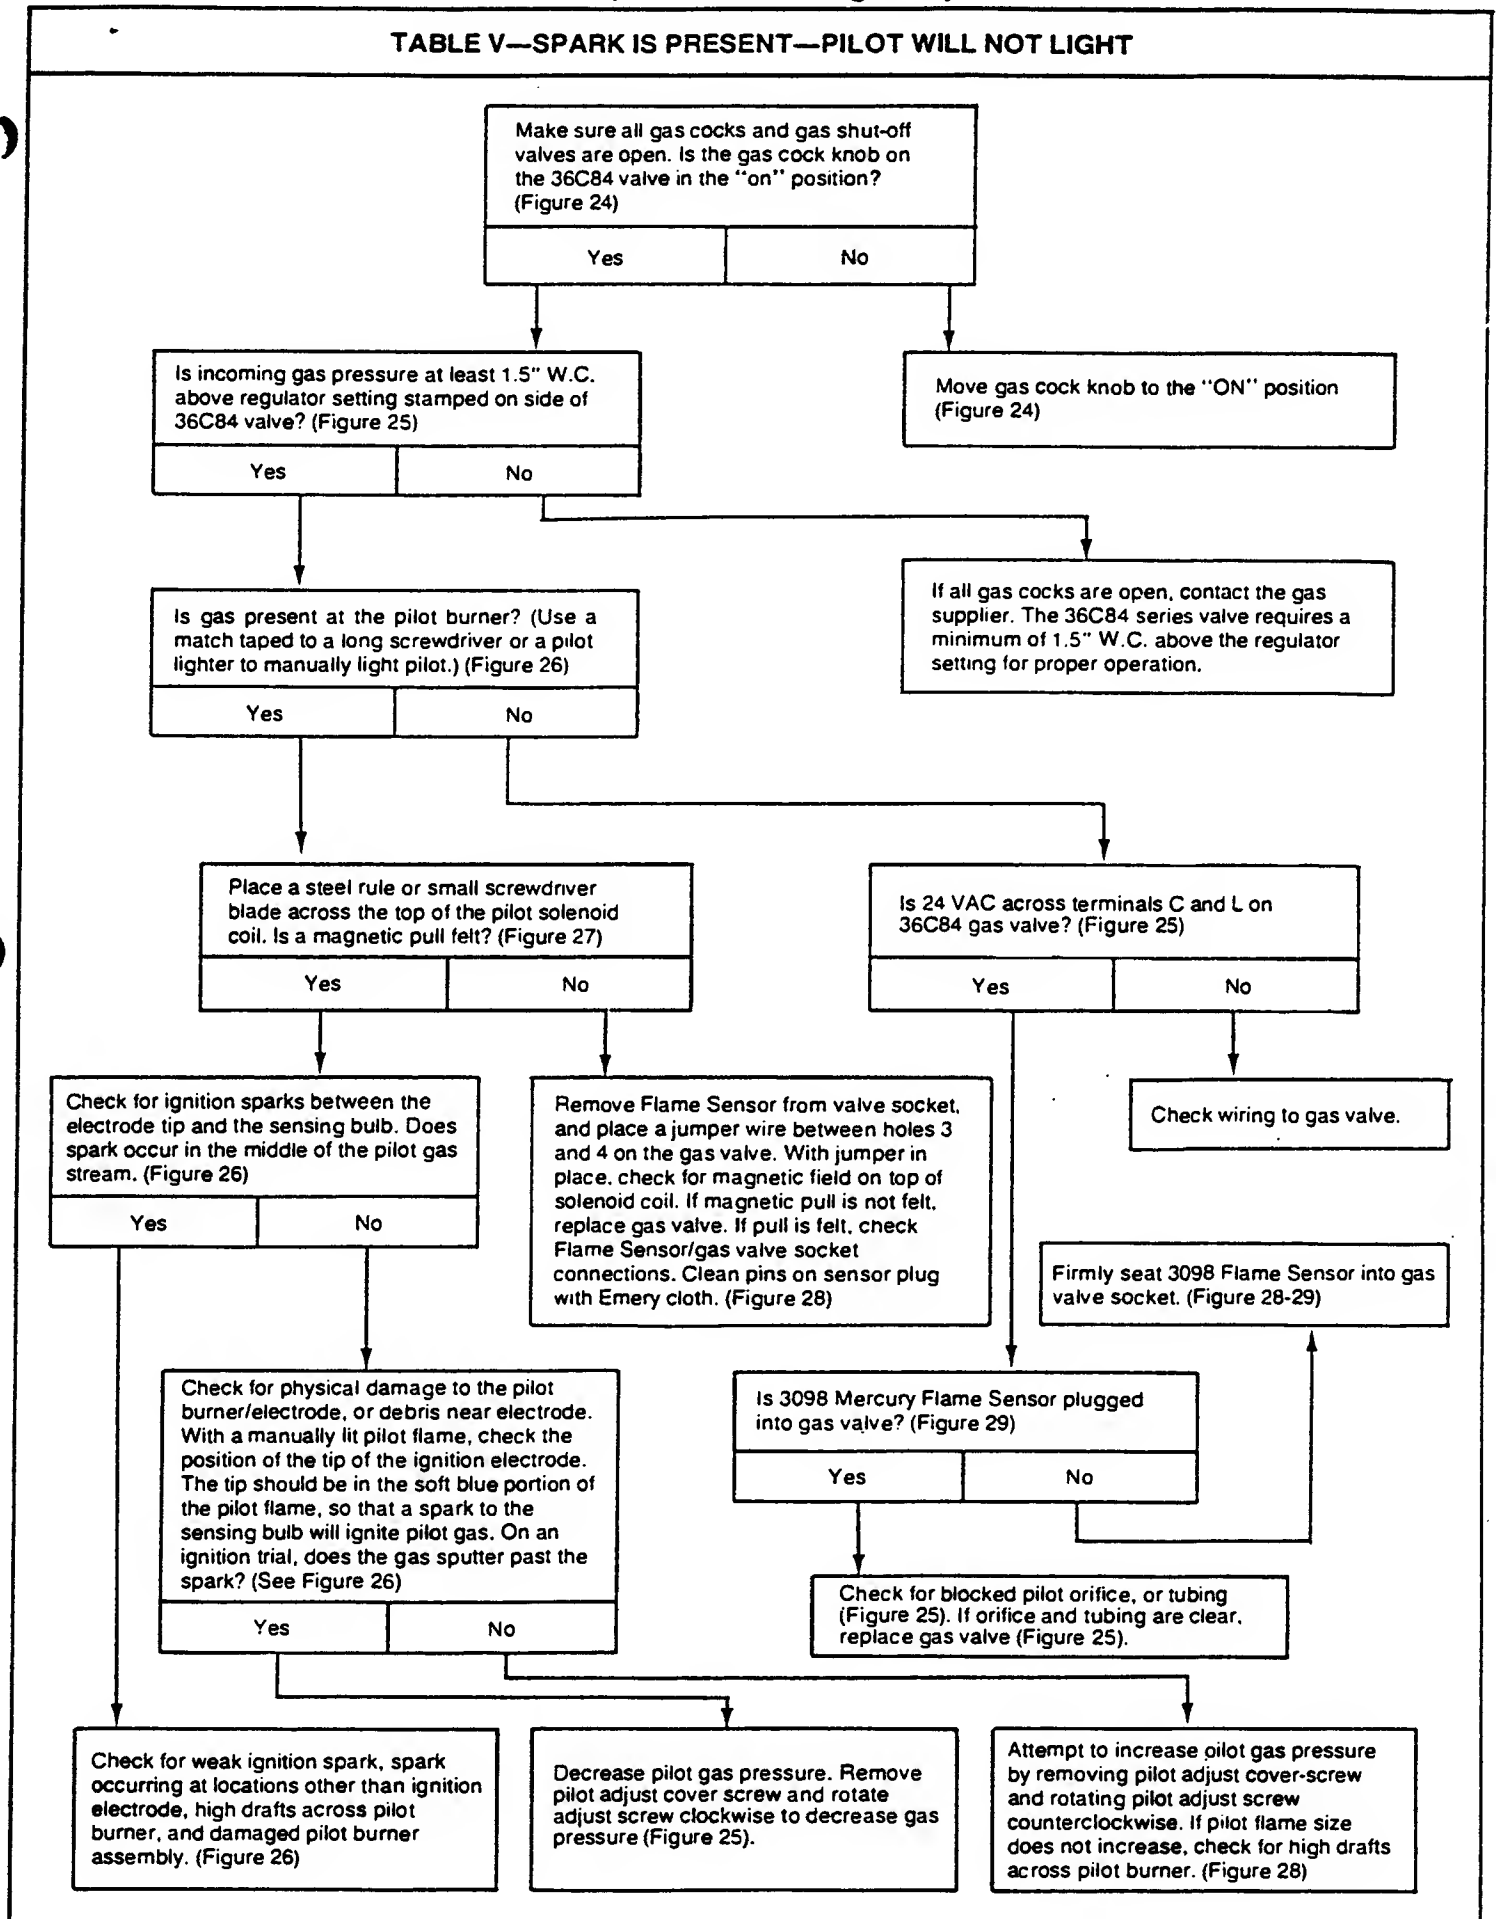 TABLE V—SPARK IS PRESENT—PILOT WILL NOT LIGHT
Make sure all gas cocks and gas shut-off
valves are open. Is the gas cock knob on
the 36C84 valve in the "on" position?
(Figure 24)
Yes
No
Is incoming gas pressure at least 1.5" W.C.
above regulator setting stamped on side of
36C84 valve? (Figure 25)
Yes
No
Move gas cock knob to the "ON" position
(Figure 24)
Is gas present at the pilot burner? (Use a
match taped to a long screwdriver or a pilot
lighter to manually light pilot.) (Figure 26)
Yes
No
If all gas cocks are open, contact the gas
supplier. The 36C84 series valve requires a
minimum of 1.5" W.C. above the regulator
setting for proper operation.
Place a steel rule or small screwdriver
blade across the top of the pilot solenoid
coil. Is a magnetic pull felt? (Figure 27)
Yes
No
Is 24 VAC across terminals C and L on
36C84 gas valve? (Figure 25)
Yes
No
Check for ignition sparks between the
electrode tip and the sensing bulb. Does
spark occur in the middle of the pilot gas
stream. (Figure 26)
Yes
No
Remove Flame Sensor from valve socket,
and place a jumper wire between holes 3
and 4 on the gas valve. With jumper in
place, check for magnetic field on top of
solenoid coil. If magnetic pull is not felt,
replace gas valve. If pull is felt, check
Flame Sensor/gas valve socket
connections. Clean pins on sensor plug
with Emery cloth. (Figure 28)
Check wiring to gas valve.
Firmly seat 3098 Flame Sensor into gas
valve socket. (Figure 28-29)
Check for physical damage to the pilot
burner/electrode, or debris near electrode.
With a manually lit pilot flame, check the
position of the tip of the ignition electrode.
The tip should be in the soft blue portion of
the pilot flame, so that a spark to the
sensing bulb will ignite pilot gas. On an
ignition trial, does the gas sputter past the
spark? (See Figure 26)
Yes
No
Is 3098 Mercury Flame Sensor plugged
into gas valve? (Figure 29)
Yes
No
Check for blocked pilot orifice, or tubing
(Figure 25). If orifice and tubing are clear,
replace gas valve (Figure 25).
Check for weak ignition spark, spark
occurring at locations other than ignition
electrode, high drafts across pilot
burner, and damaged pilot burner
assembly. (Figure 26)
Decrease pilot gas pressure. Remove
pilot adjust cover screw and rotate
adjust screw clockwise to decrease gas
pressure (Figure 25).
Attempt to increase pilot gas pressure
by removing pilot adjust cover-screw
and rotating pilot adjust screw
counterclockwise. If pilot flame size
does not increase, check for high drafts
across pilot burner. (Figure 28)